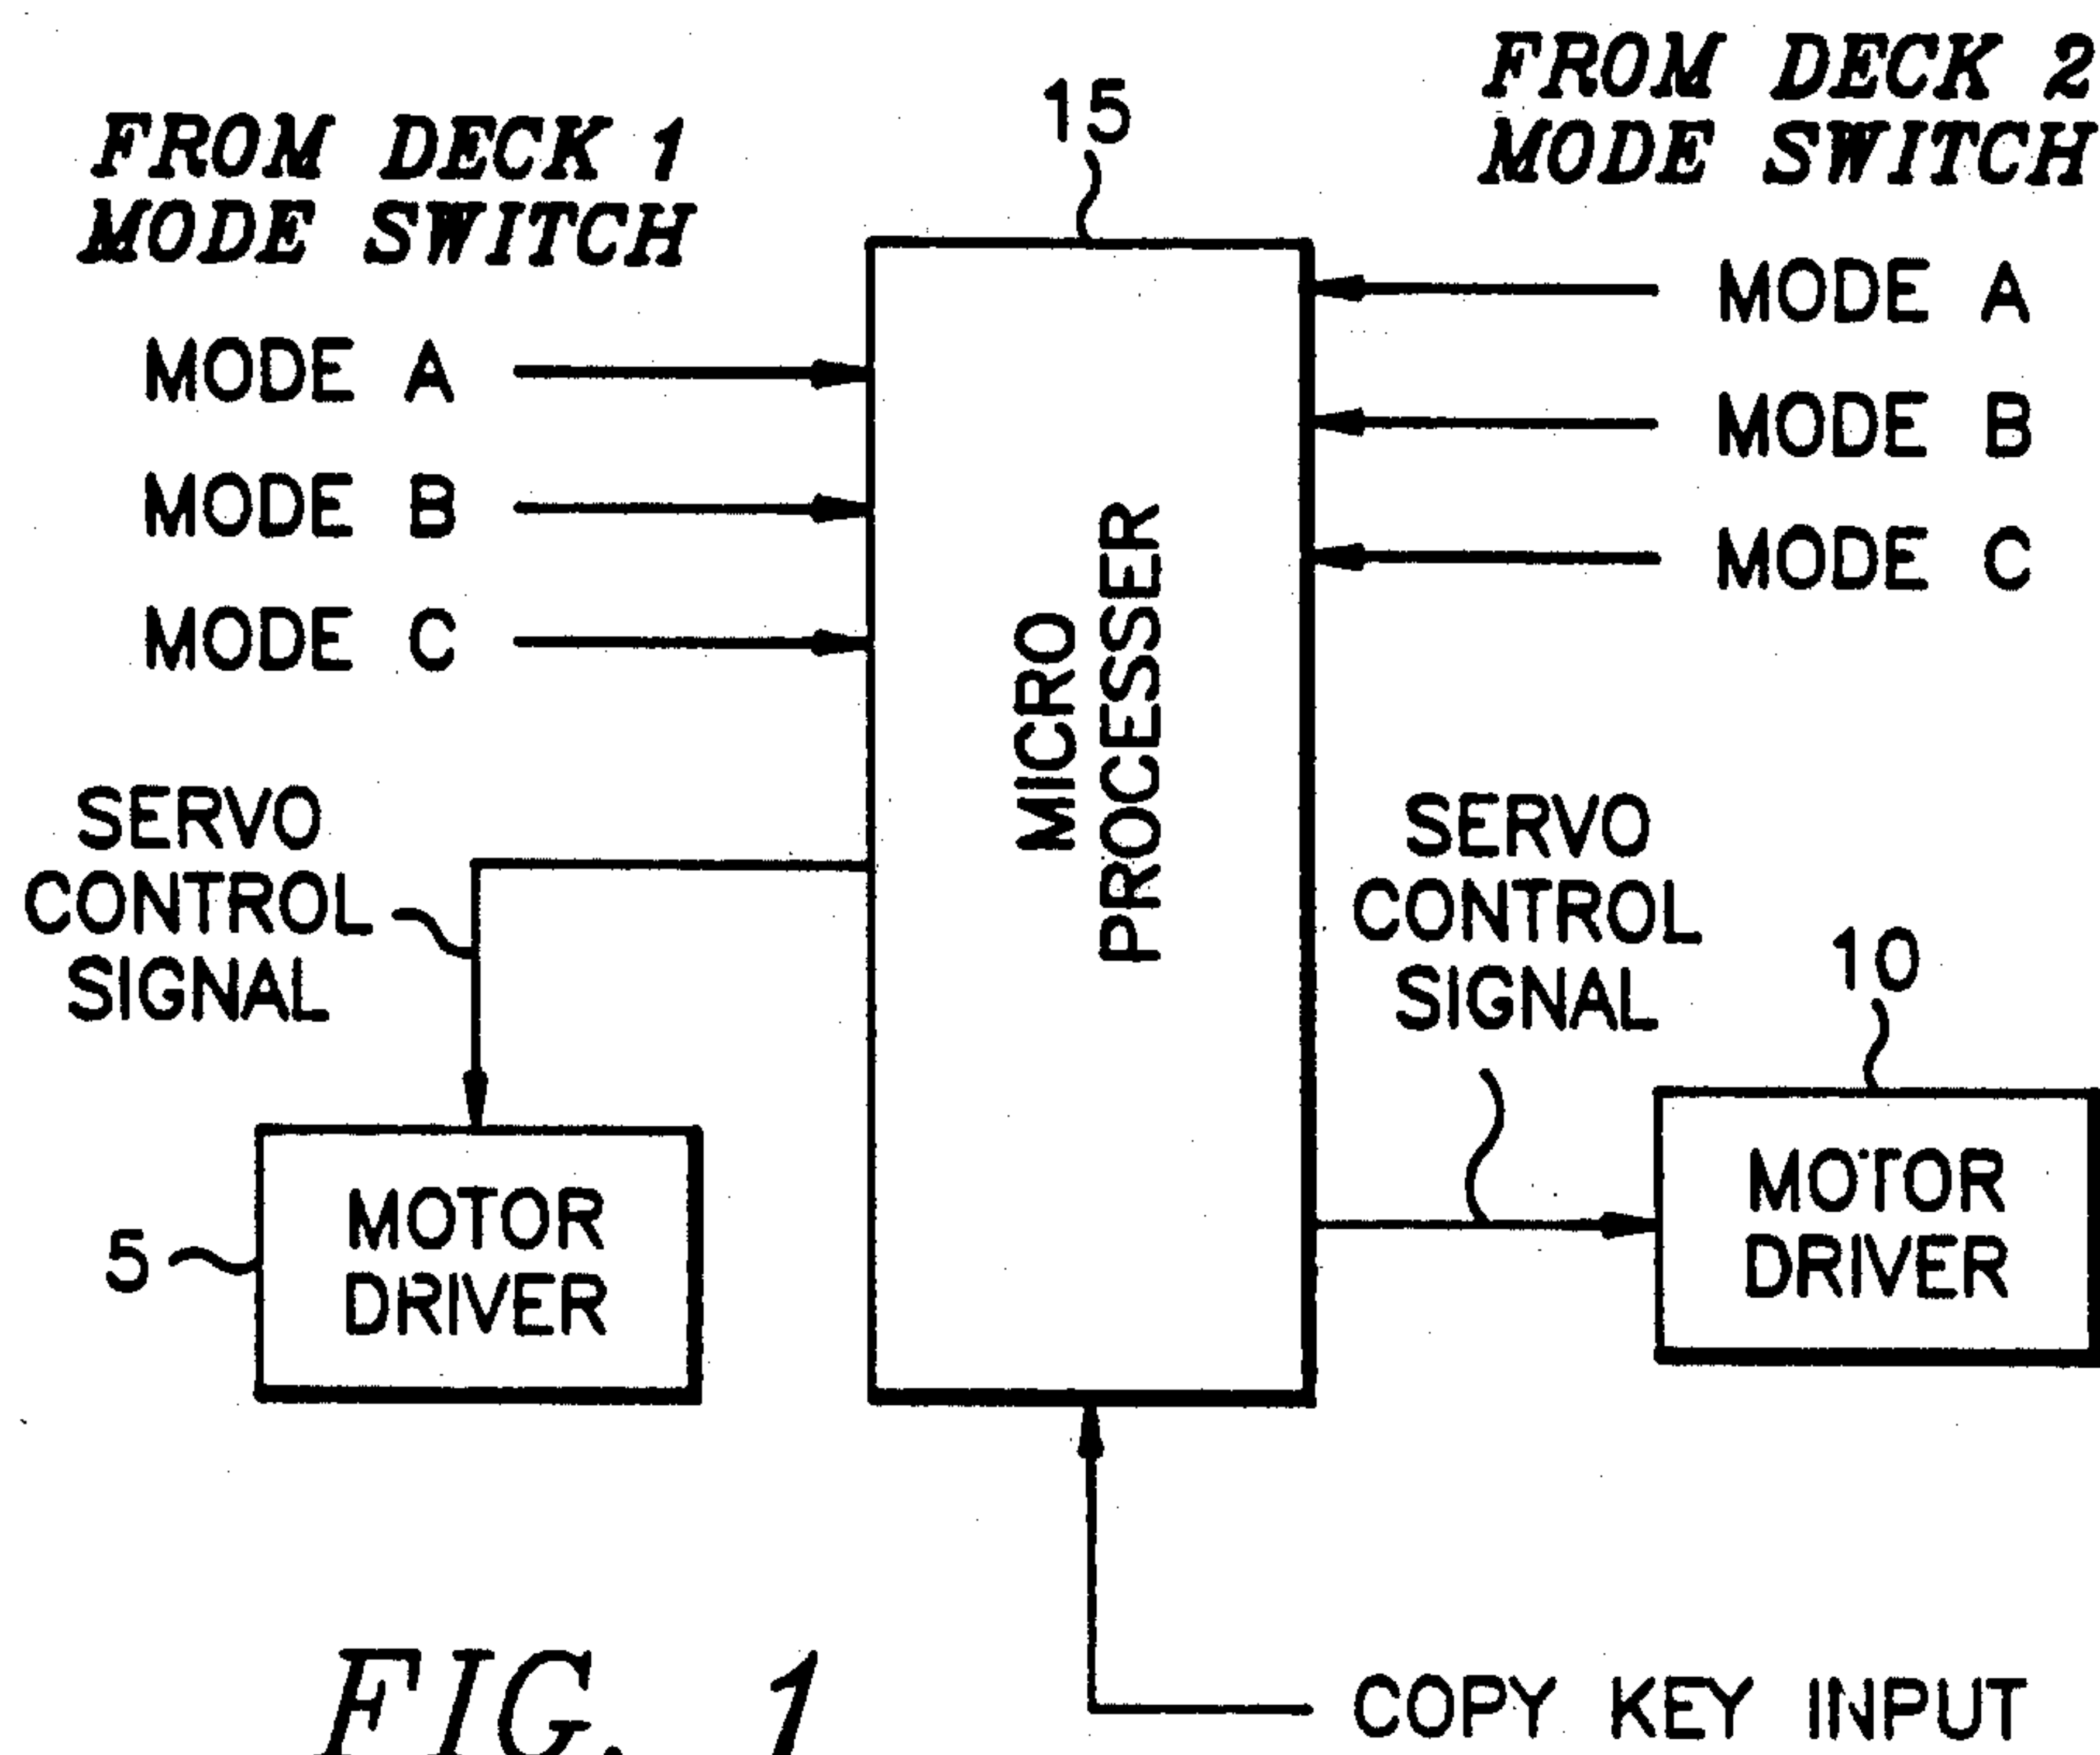 FROM DECK 1
MODE SWITCH
MODE A
MODE B
MODE C
15
FROM DECK 2
MODE SWITCH
MODE A
MODE B
MODE C
MICRO
PROCESSER
SERVO
CONTROL
SIGNAL
SERVO
CONTROL
SIGNAL
10
5
MOTOR
DRIVER
MOTOR
DRIVER
COPY KEY INPUT
FIG. 1